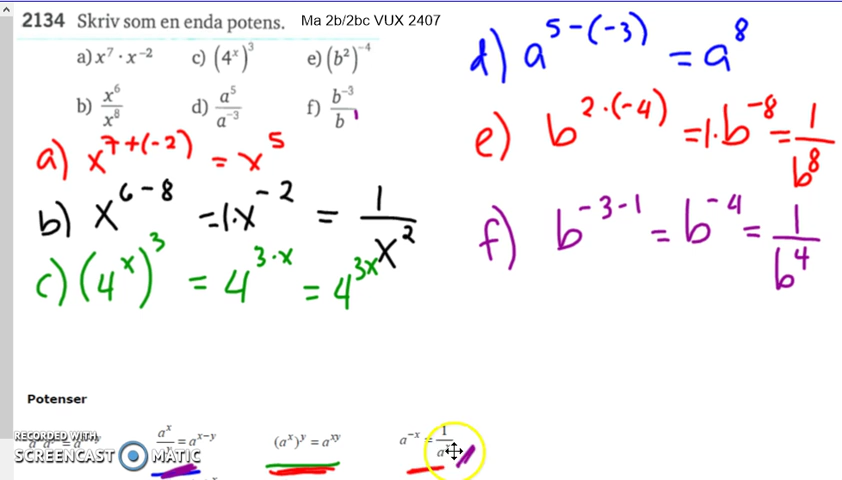 2134 Skriv som en enda potens. Ma 2b/2bc VUX 2407
a) x⁷ · x⁻² c) (4ˣ)³ e) (b²)⁻⁴
b) x⁶/x⁸ d) a⁵/a⁻³ f) b⁻³/b¹
a) x^(7+(-2)) = x⁵
b) x^(6-8) = 1·x⁻² = 1/x²
c) (4ˣ)³ = 4^(3·x) = 4^(3x)
d) a^(5-(-3)) = a⁸
e) b^(2·(-4)) = 1·b⁻⁸ = 1/b⁸
f) b^(-3-1) = b⁻⁴ = 1/b⁴
Potenser
aˣ/ = a^(x-y) (aˣ)^y = a^(xy) a⁻ˣ = 1/a
RECORDED WITH
SCREENCAST MATIC